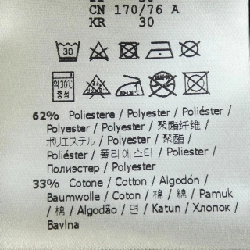 CN 170/76 A
KR 30
30
62% Poliestere / Polyester / Poliéster /
Polyester / Polyester / 聚酯纤维 /
ポリエステル / Polyester / 聚酯 /
Poliéster / 폴리에스터 / Polyester /
Полиэстер / Polyester
33% Cotone / Cotton / Algodón /
Baumwolle / Coton / 棉 / 綿 / Pamuk
/ 棉 / Algodão / 면 / Katun / Хлопок /
Bavlna